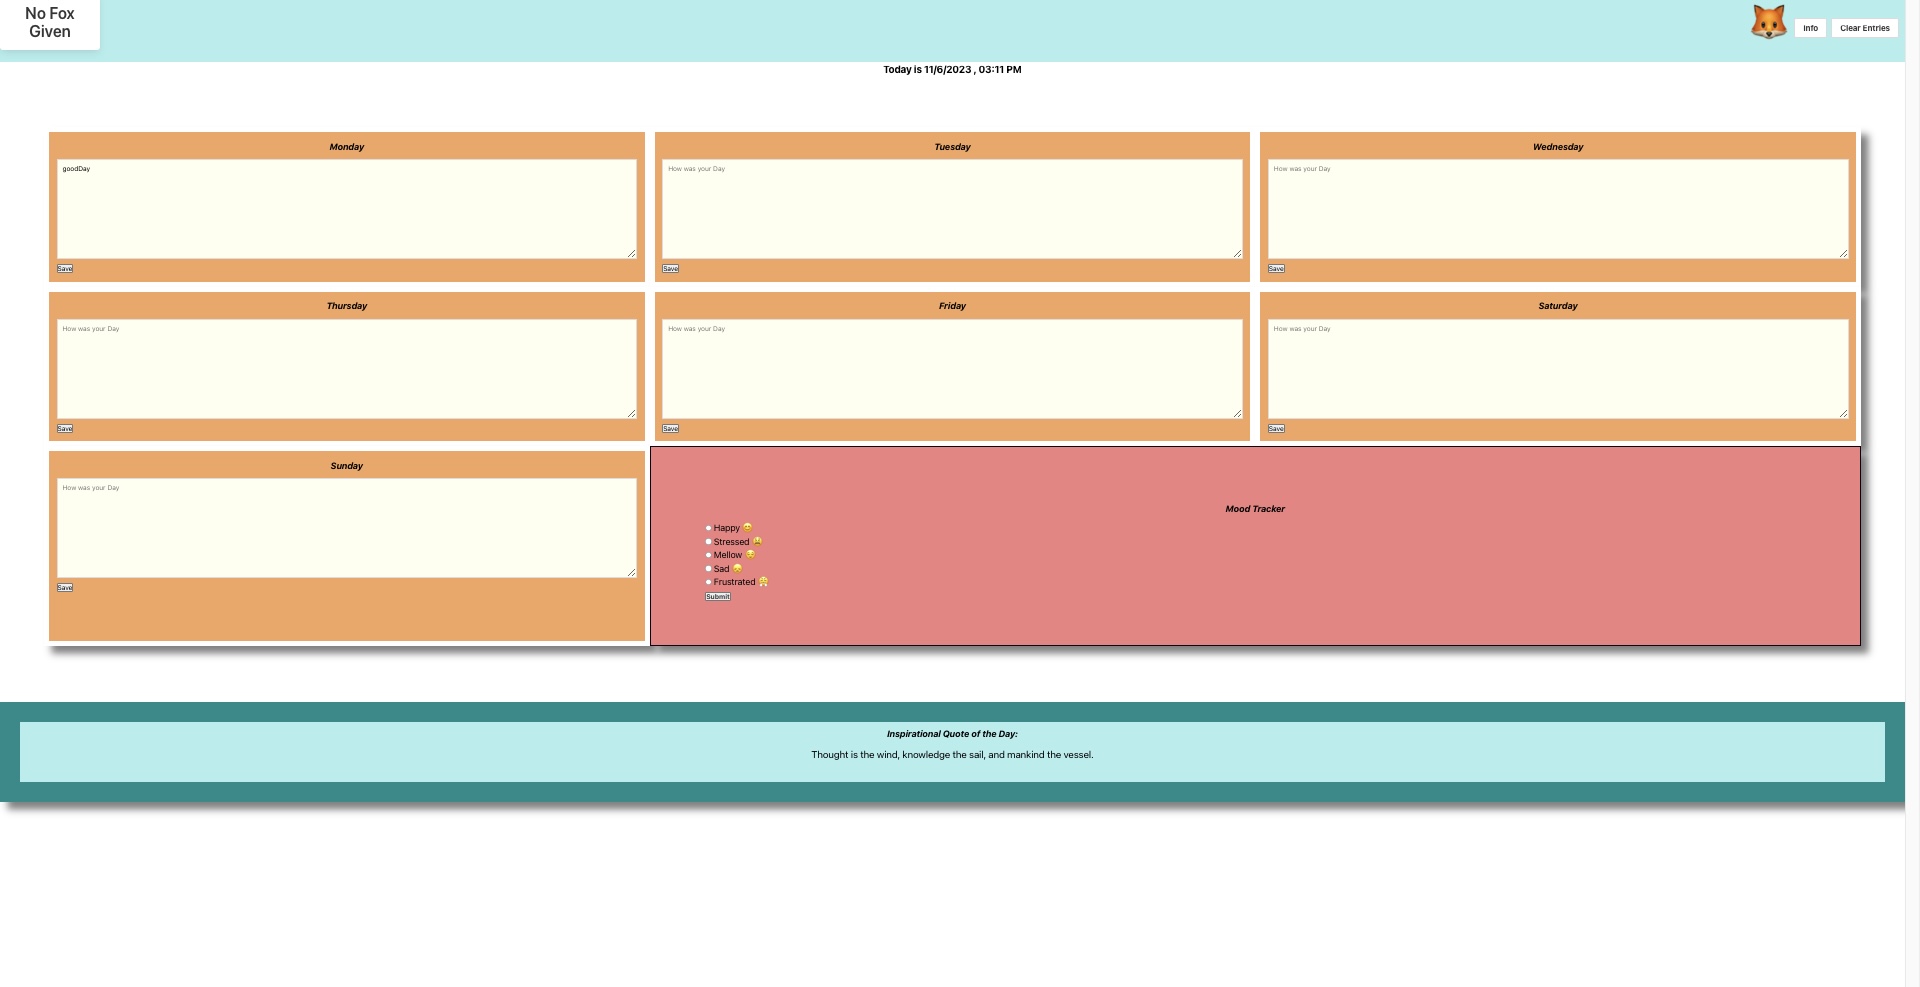 No Fox
Given
Info
Clear Entries
Today is 11/6/2023 , 03:11 PM
Monday
Tuesday
Wednesday
goodDay
How was your Day
How was your Day
Save
Save
Save
Thursday
Friday
Saturday
How was your Day
How was your Day
How was your Day
Save
Save
Save
Sunday
How was your Day
Save
Mood Tracker
Happy 😊
Stressed 😫
Mellow 😌
Sad 😞
Frustrated 😤
Submit
Inspirational Quote of the Day:
Thought is the wind, knowledge the sail, and mankind the vessel.